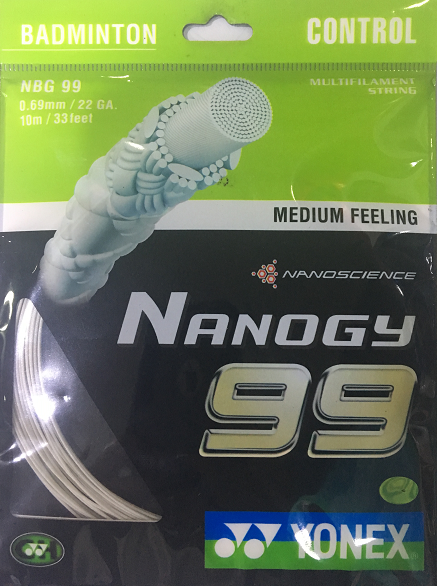 BADMINTON
CONTROL
NBG 99
0.69mm / 22 GA.
10m / 33feet
MULTIFILAMENT
STRING
MEDIUM FEELING
NANOSCIENCE
NANOGY
99
YONEX